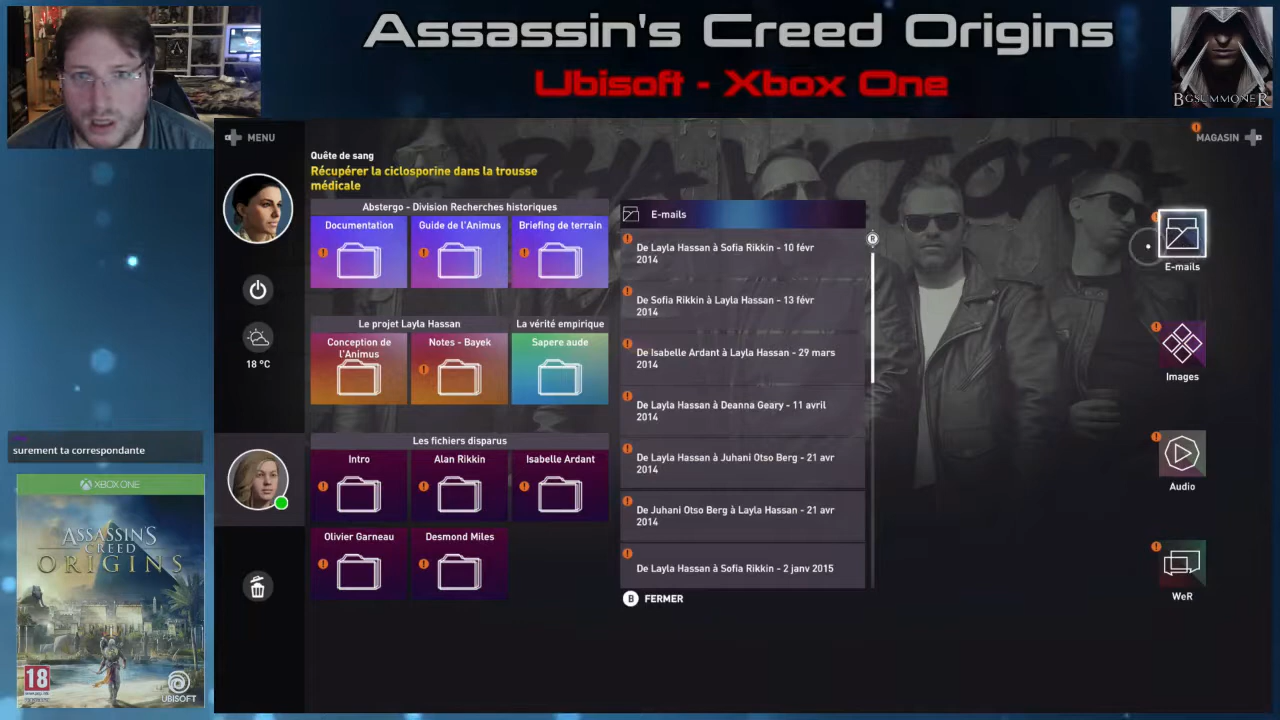 Assassin's Creed Origins
Ubisoft - Xbox One
BGSUMMONER
MENU
MAGASIN
Quête de sang
Récupérer la ciclosporine dans la trousse
médicale
Abstergo - Division Recherches historiques
Documentation
Guide de l'Animus
Briefing de terrain
Le projet Layla Hassan
La vérité empirique
Conception de
l'Animus
Notes - Bayek
Sapere aude
Les fichiers disparus
Intro
Alan Rikkin
Isabelle Ardant
Olivier Garneau
Desmond Miles
18 °C
E-mails
De Layla Hassan à Sofia Rikkin - 10 févr
2014
De Sofia Rikkin à Layla Hassan - 13 févr
2014
De Isabelle Ardant à Layla Hassan - 29 mars
2014
De Layla Hassan à Deanna Geary - 11 avril
2014
De Layla Hassan à Juhani Otso Berg - 21 avr
2014
De Juhani Otso Berg à Layla Hassan - 21 avr
2014
De Layla Hassan à Sofia Rikkin - 2 janv 2015
R
B FERMER
E-mails
Images
Audio
WeR
surement ta correspondante
XBOX ONE
ASSASSIN'S
CREED
ORIGINS
18
UBISOFT